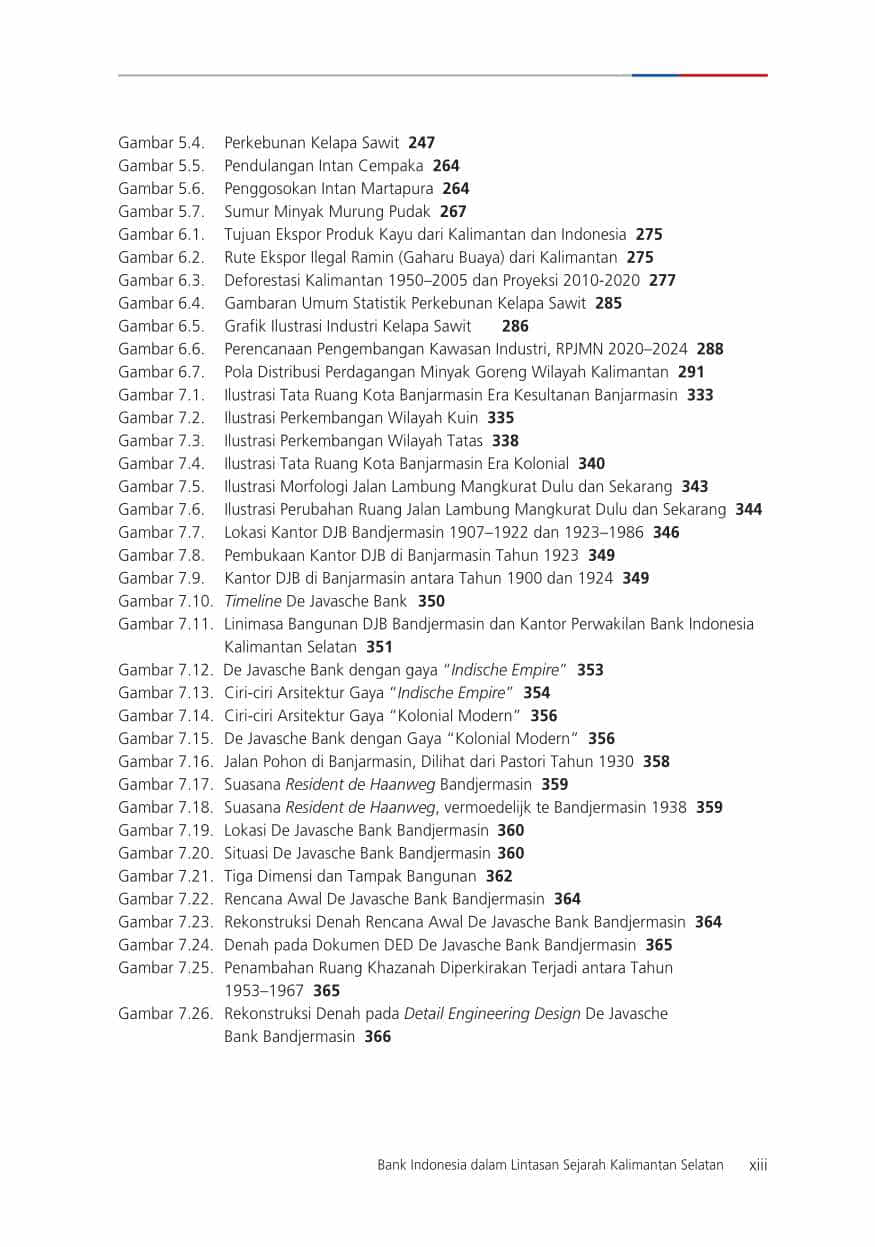 Gambar 5.4. Perkebunan Kelapa Sawit 247
Gambar 5.5. Pendulangan Intan Cempaka 264
Gambar 5.6. Penggosokan Intan Martapura 264
Gambar 5.7. Sumur Minyak Murung Pudak 267
Gambar 6.1. Tujuan Ekspor Produk Kayu dari Kalimantan dan Indonesia 275
Gambar 6.2. Rute Ekspor Ilegal Ramin (Gaharu Buaya) dari Kalimantan 275
Gambar 6.3. Deforestasi Kalimantan 1950–2005 dan Proyeksi 2010-2020 277
Gambar 6.4. Gambaran Umum Statistik Perkebunan Kelapa Sawit 285
Gambar 6.5. Grafik Ilustrasi Industri Kelapa Sawit 286
Gambar 6.6. Perencanaan Pengembangan Kawasan Industri, RPJMN 2020–2024 288
Gambar 6.7. Pola Distribusi Perdagangan Minyak Goreng Wilayah Kalimantan 291
Gambar 7.1. Ilustrasi Tata Ruang Kota Banjarmasin Era Kesultanan Banjarmasin 333
Gambar 7.2. Ilustrasi Perkembangan Wilayah Kuin 335
Gambar 7.3. Ilustrasi Perkembangan Wilayah Tatas 338
Gambar 7.4. Ilustrasi Tata Ruang Kota Banjarmasin Era Kolonial 340
Gambar 7.5. Ilustrasi Morfologi Jalan Lambung Mangkurat Dulu dan Sekarang 343
Gambar 7.6. Ilustrasi Perubahan Ruang Jalan Lambung Mangkurat Dulu dan Sekarang 344
Gambar 7.7. Lokasi Kantor DJB Bandjermasin 1907–1922 dan 1923–1986 346
Gambar 7.8. Pembukaan Kantor DJB di Banjarmasin Tahun 1923 349
Gambar 7.9. Kantor DJB di Banjarmasin antara Tahun 1900 dan 1924 349
Gambar 7.10. Timeline De Javasche Bank 350
Gambar 7.11. Linimasa Bangunan DJB Bandjermasin dan Kantor Perwakilan Bank Indonesia
Kalimantan Selatan 351
Gambar 7.12. De Javasche Bank dengan gaya “Indische Empire” 353
Gambar 7.13. Ciri-ciri Arsitektur Gaya “Indische Empire” 354
Gambar 7.14. Ciri-ciri Arsitektur Gaya “Kolonial Modern” 356
Gambar 7.15. De Javasche Bank dengan Gaya “Kolonial Modern” 356
Gambar 7.16. Jalan Pohon di Banjarmasin, Dilihat dari Pastori Tahun 1930 358
Gambar 7.17. Suasana Resident de Haanweg Bandjermasin 359
Gambar 7.18. Suasana Resident de Haanweg, vermoedelijk te Bandjermasin 1938 359
Gambar 7.19. Lokasi De Javasche Bank Bandjermasin 360
Gambar 7.20. Situasi De Javasche Bank Bandjermasin 360
Gambar 7.21. Tiga Dimensi dan Tampak Bangunan 362
Gambar 7.22. Rencana Awal De Javasche Bank Bandjermasin 364
Gambar 7.23. Rekonstruksi Denah Rencana Awal De Javasche Bank Bandjermasin 364
Gambar 7.24. Denah pada Dokumen DED De Javasche Bank Bandjermasin 365
Gambar 7.25. Penambahan Ruang Khazanah Diperkirakan Terjadi antara Tahun
1953–1967 365
Gambar 7.26. Rekonstruksi Denah pada Detail Engineering Design De Javasche
Bank Bandjermasin 366
Bank Indonesia dalam Lintasan Sejarah Kalimantan Selatan xiii